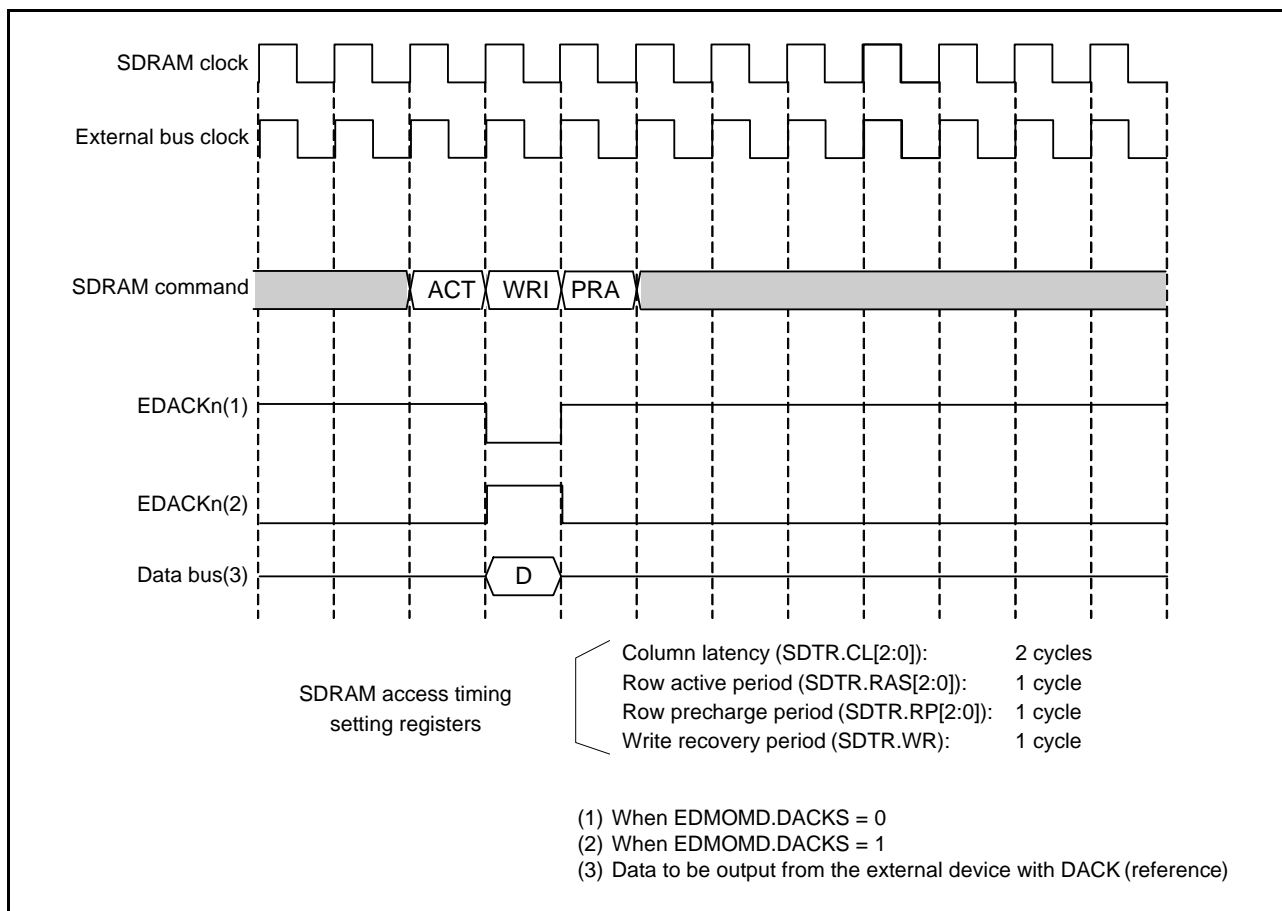 SDRAM clock
External bus clock
SDRAM command
ACT WRI PRA
EDACKn(1)
EDACKn(2)
Data bus(3)
D
SDRAM access timing
setting registers
Column latency (SDTR.CL[2:0]): 2 cycles
Row active period (SDTR.RAS[2:0]): 1 cycle
Row precharge period (SDTR.RP[2:0]): 1 cycle
Write recovery period (SDTR.WR): 1 cycle
(1) When EDMOMD.DACKS = 0
(2) When EDMOMD.DACKS = 1
(3) Data to be output from the external device with DACK (reference)